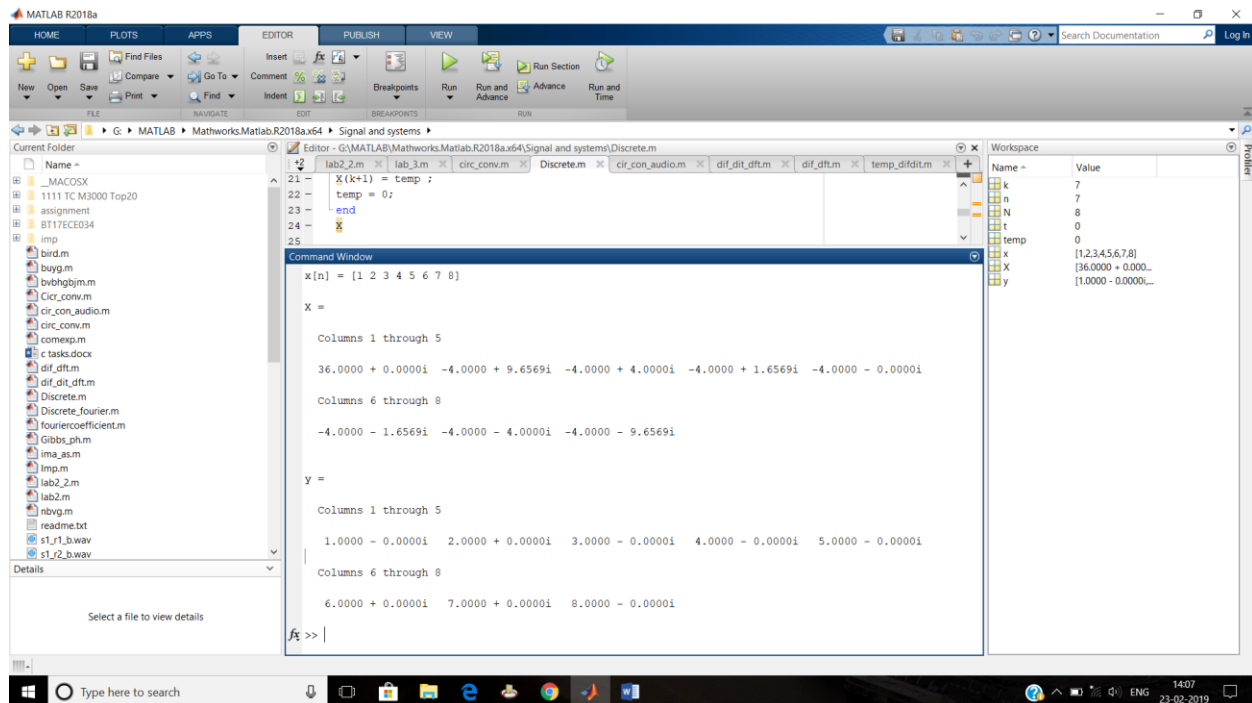 MATLAB R2018a
HOME PLOTS APPS EDITOR PUBLISH VIEW Search Documentation Log In
Find Files Insert fx Run Section
Compare Go To Comment %
New Open Save Print Find Indent Breakpoints Run Run and Advance Advance Run and Time
FILE NAVIGATE EDIT BREAKPOINTS RUN
G: MATLAB Mathworks.Matlab.R2018a.x64 Signal and systems
Current Folder
Name
__MACOSX
1111 TC M3000 Top20
assignment
BT17ECE034
imp
bird.m
buyg.m
bvbhgbjm.m
Cicr_conv.m
cir_con_audio.m
circ_conv.m
comexp.m
c tasks.docx
dif_dft.m
dif_dit_dft.m
Discrete.m
Discrete_fourier.m
fouriercoefficient.m
Gibbs_ph.m
ima_as.m
Imp.m
lab2_2.m
lab2.m
nbvg.m
readme.txt
s1_r1_b.wav
s1_r2_b.wav
Details
Select a file to view details
Editor - G:\MATLAB\Mathworks.Matlab.R2018a.x64\Signal and systems\Discrete.m
+2 lab2_2.m lab_3.m circ_conv.m Discrete.m cir_con_audio.m dif_dit_dft.m dif_dft.m temp_difdit.m
21 - X(k+1) = temp ;
22 - temp = 0;
23 - end
24 - X
25
Command Window
x[n] = [1 2 3 4 5 6 7 8]
X =
Columns 1 through 5
36.0000 + 0.0000i -4.0000 + 9.6569i -4.0000 + 4.0000i -4.0000 + 1.6569i -4.0000 - 0.0000i
Columns 6 through 8
-4.0000 - 1.6569i -4.0000 - 4.0000i -4.0000 - 9.6569i
y =
Columns 1 through 5
1.0000 - 0.0000i 2.0000 + 0.0000i 3.0000 - 0.0000i 4.0000 - 0.0000i 5.0000 - 0.0000i
Columns 6 through 8
6.0000 + 0.0000i 7.0000 + 0.0000i 8.0000 - 0.0000i
fx >>
Workspace
Name Value
k 7
n 7
N 8
t 0
temp 0
x [1,2,3,4,5,6,7,8]
X [36.0000 + 0.000...
y [1.0000 - 0.0000i,...
Profiler
Type here to search
ENG 14:07
23-02-2019